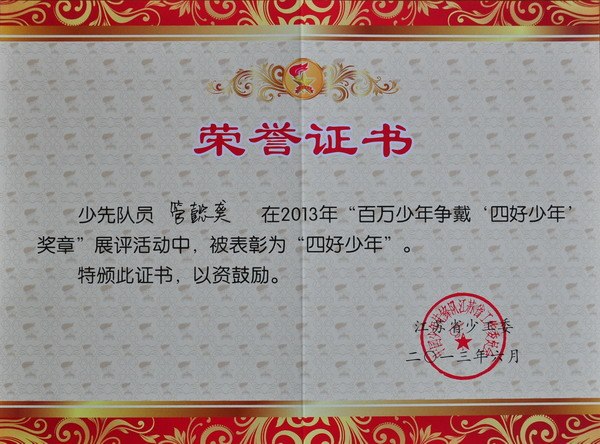 荣誉证书
少先队员 管懿奕 在2013年“百万少年争戴‘四好少年’
奖章”展评活动中，被表彰为“四好少年”。
特颁此证书，以资鼓励。
江苏省少工委
二〇一三年六月